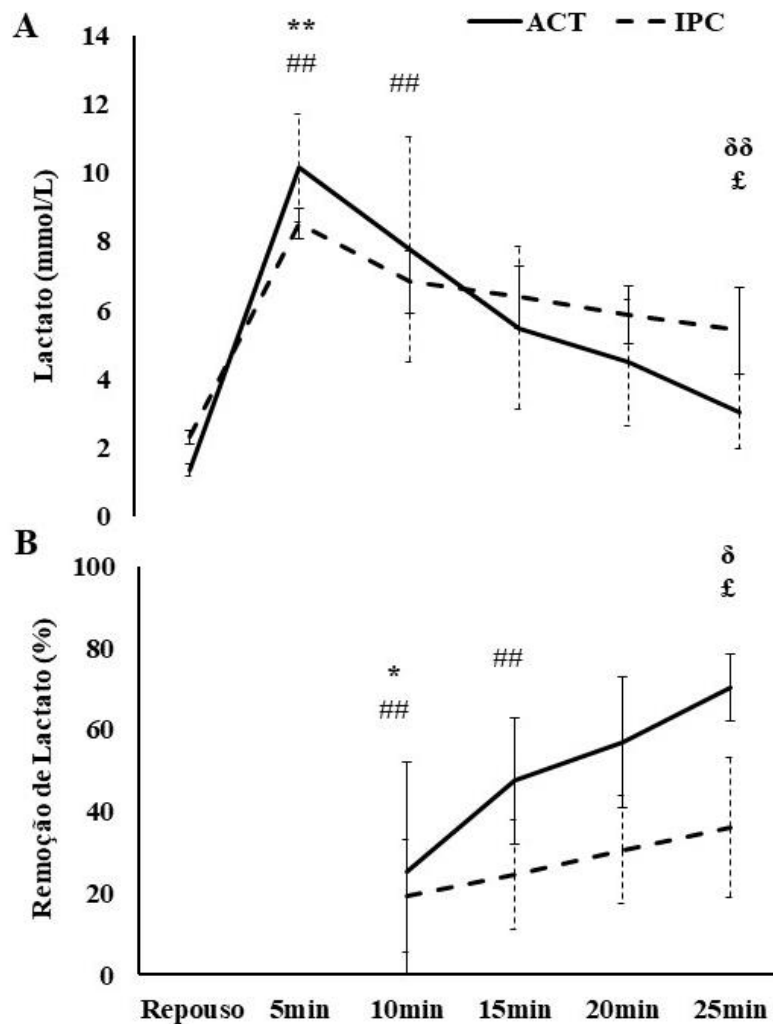 A
ACT IPC
Lactato (mmol/L)
14
12
10
8
6
4
2
0
**
##
##
δδ
£
B
Remoção de Lactato (%)
100
80
60
40
20
0
*
##
##
δ
£
Repouso 5min 10min 15min 20min 25min